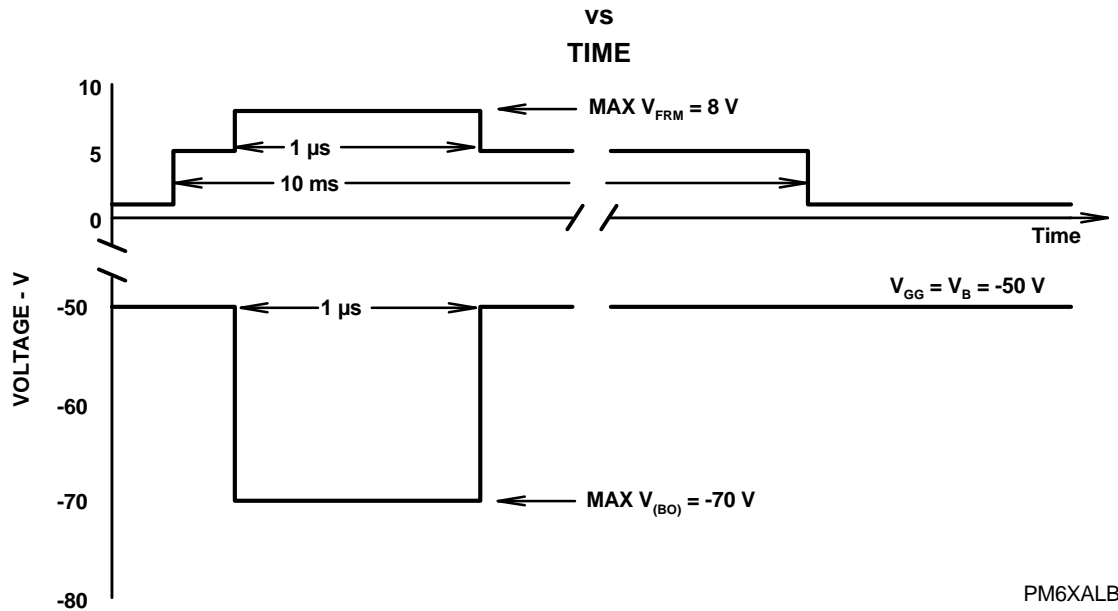 vs
TIME
10
MAX V_FRM = 8 V
5
1 µs
10 ms
0
Time
VOLTAGE - V
V_GG = V_B = -50 V
-50
1 µs
-60
-70
MAX V_(BO) = -70 V
-80
PM6XALB